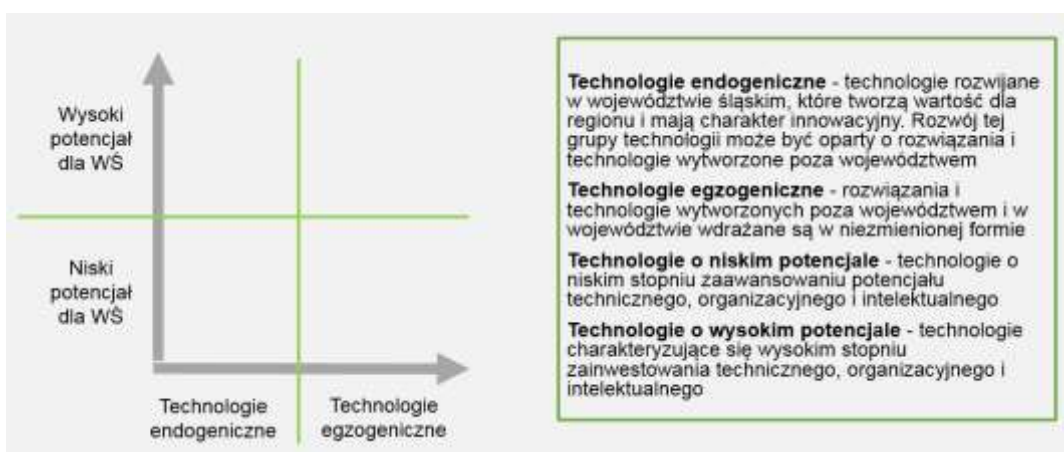 Wysoki
potencjał
dla WŚ
Niski
potencjał
dla WŚ
Technologie
endogeniczne
Technologie
egzogeniczne
Technologie endogeniczne - technologie rozwijane
w województwie śląskim, które tworzą wartość dla
regionu i mają charakter innowacyjny. Rozwój tej
grupy technologii może być oparty o rozwiązania i
technologie wytworzone poza województwem
Technologie egzogeniczne - rozwiązania i
technologie wytworzonych poza województwem i w
województwie wdrażane są w niezmienionej formie
Technologie o niskim potencjale - technologie o
niskim stopniu zaawansowaniu potencjału
technicznego, organizacyjnego i intelektualnego
Technologie o wysokim potencjale - technologie
charakteryzujące się wysokim stopniu
zainwestowania technicznego, organizacyjnego i
intelektualnego